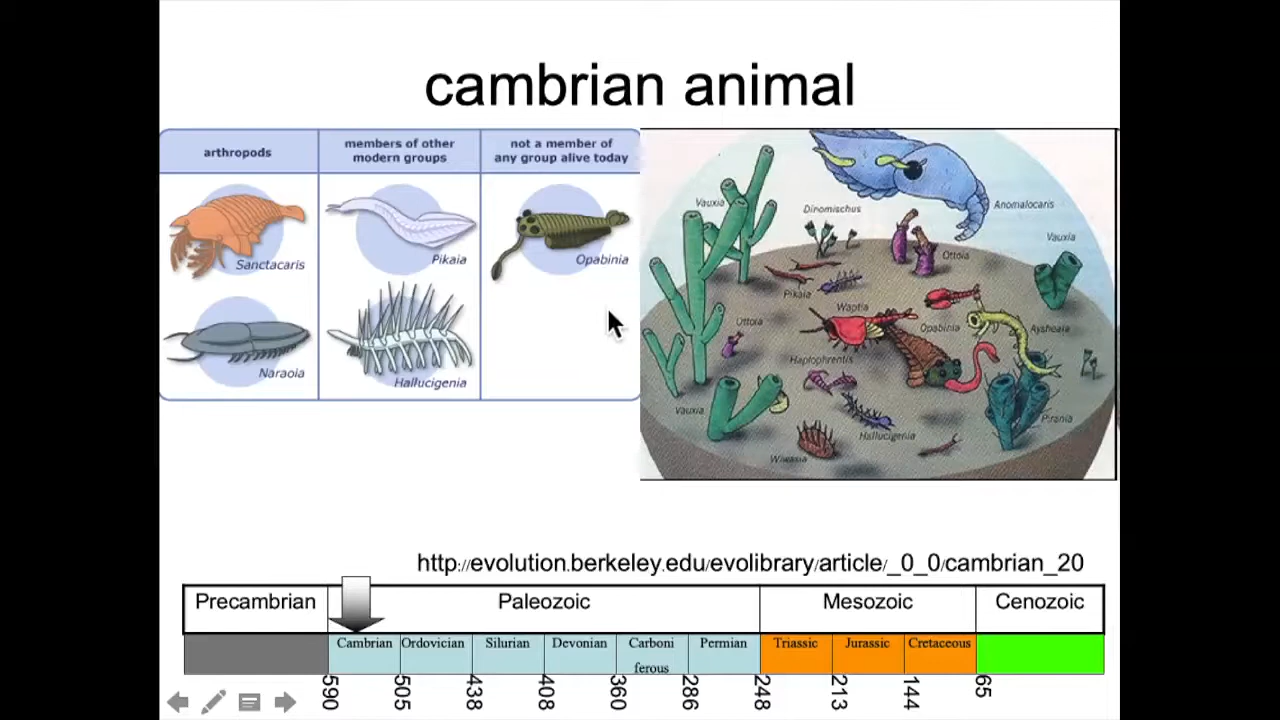 cambrian animal
arthropods
members of other
modern groups
not a member of
any group alive today
Sanctacaris
Pikaia
Opabinia
Naraoia
Hallucigenia
Vauxia
Dinomischus
Anomalocaris
Vauxia
Ottoia
Pikaia
Waptia
Ottoia
Opabinia
Aysheaia
Haplophrentis
Vauxia
Hallucigenia
Pirania
Wiwaxia
http://evolution.berkeley.edu/evolibrary/article/_0_0/cambrian_20
Precambrian
Paleozoic
Mesozoic
Cenozoic
Cambrian
Ordovician
Silurian
Devonian
Carboni
ferous
Permian
Triassic
Jurassic
Cretaceous
590
505
438
408
360
286
248
213
144
65